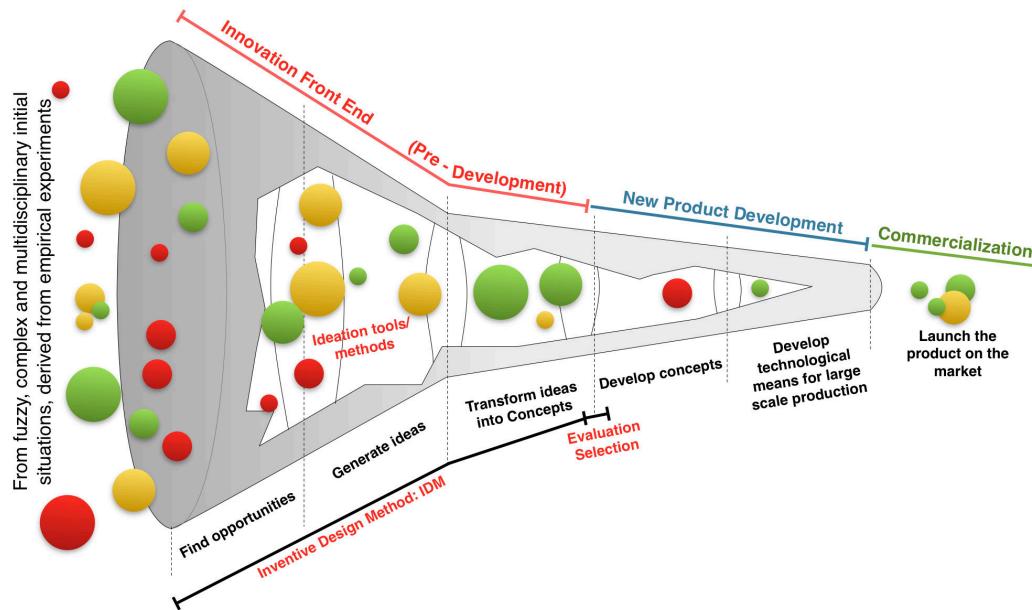 From fuzzy, complex and multidisciplinary initial
situations, derived from empirical experiments
Innovation Front End
(Pre - Development)
New Product Development
Commercialization
Ideation tools/
methods
Launch the
product on the
market
Develop
technological
means for large
scale production
Develop concepts
Transform ideas
into Concepts
Evaluation
Selection
Generate ideas
Find opportunities
Inventive Design Method: IDM